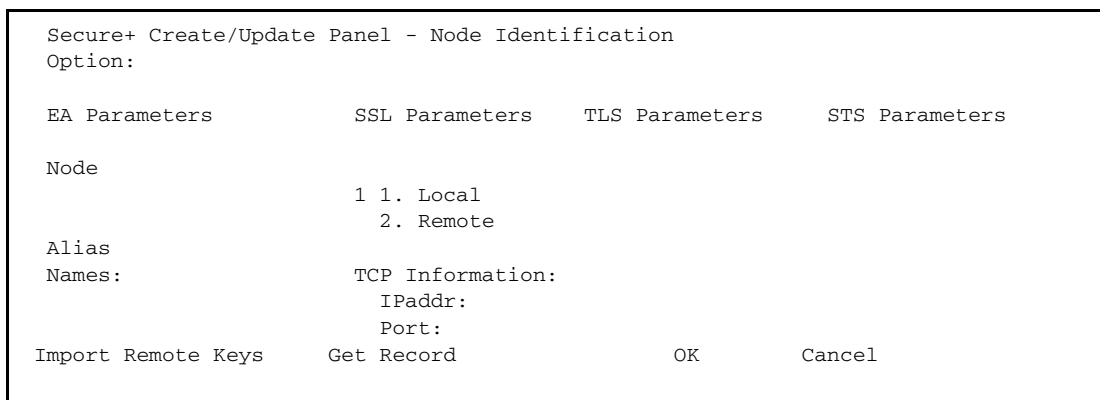 Secure+ Create/Update Panel - Node Identification
Option:
EA Parameters SSL Parameters TLS Parameters STS Parameters
Node
1 1. Local
2. Remote
Alias
Names: TCP Information:
IPaddr:
Port:
Import Remote Keys Get Record OK Cancel